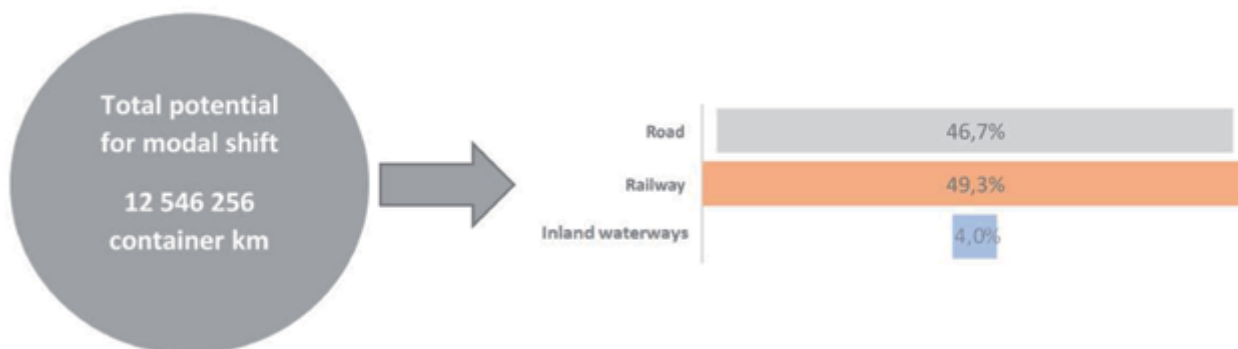 Total potential
for modal shift
12 546 256
container km
Road
46,7%
Railway
49,3%
Inland waterways
4,0%